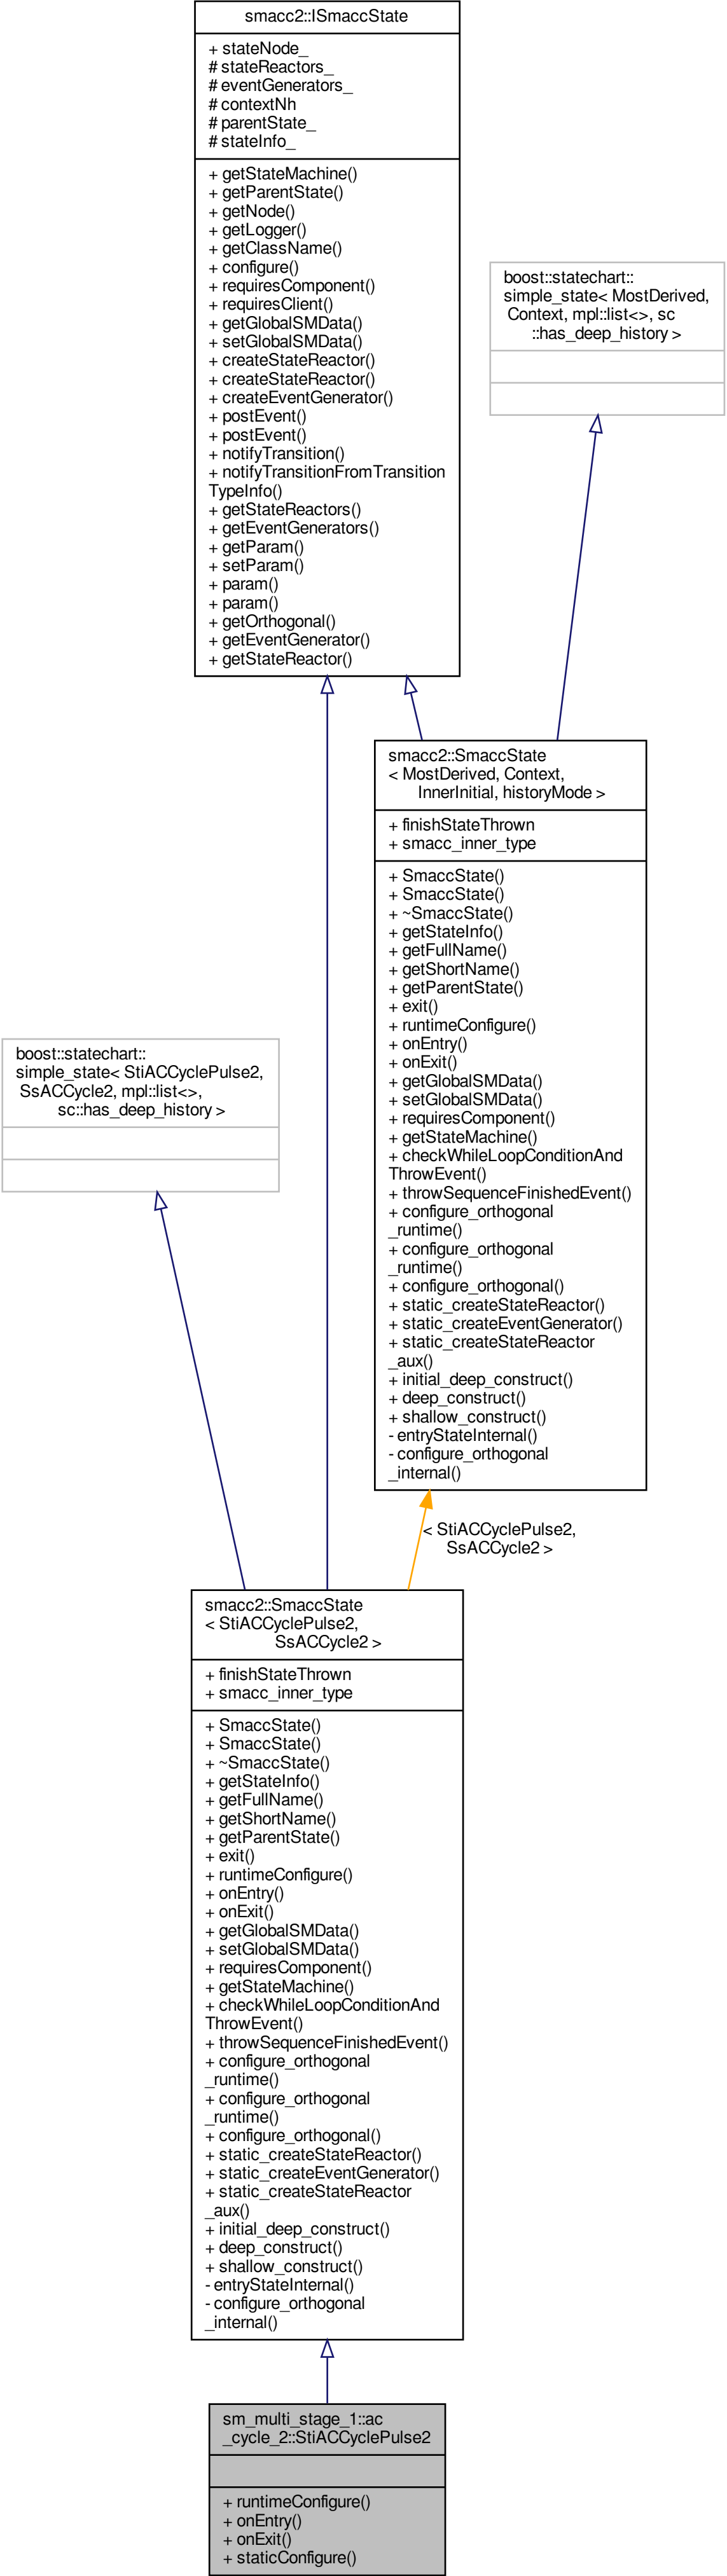 smacc2::ISmaccState
+ stateNode_
# stateReactors_
# eventGenerators_
# contextNh
# parentState_
# stateInfo_
+ getStateMachine()
+ getParentState()
+ getNode()
+ getLogger()
+ getClassName()
+ configure()
+ requiresComponent()
+ requiresClient()
+ getGlobalSMData()
+ setGlobalSMData()
+ createStateReactor()
+ createStateReactor()
+ createEventGenerator()
+ postEvent()
+ postEvent()
+ notifyTransition()
+ notifyTransitionFromTransition
TypeInfo()
+ getStateReactors()
+ getEventGenerators()
+ getParam()
+ setParam()
+ param()
+ param()
+ getOrthogonal()
+ getEventGenerator()
+ getStateReactor()
boost::statechart::
simple_state< MostDerived,
Context, mpl::list<>, sc
::has_deep_history >
smacc2::SmaccState
< MostDerived, Context,
InnerInitial, historyMode >
+ finishStateThrown
+ smacc_inner_type
+ SmaccState()
+ SmaccState()
+ ~SmaccState()
+ getStateInfo()
+ getFullName()
+ getShortName()
+ getParentState()
+ exit()
+ runtimeConfigure()
+ onEntry()
+ onExit()
+ getGlobalSMData()
+ setGlobalSMData()
+ requiresComponent()
+ getStateMachine()
+ checkWhileLoopConditionAnd
ThrowEvent()
+ throwSequenceFinishedEvent()
+ configure_orthogonal
_runtime()
+ configure_orthogonal
_runtime()
+ configure_orthogonal()
+ static_createStateReactor()
+ static_createEventGenerator()
+ static_createStateReactor
_aux()
+ initial_deep_construct()
+ deep_construct()
+ shallow_construct()
- entryStateInternal()
- configure_orthogonal
_internal()
boost::statechart::
simple_state< StiACCyclePulse2,
SsACCycle2, mpl::list<>,
sc::has_deep_history >
< StiACCyclePulse2,
SsACCycle2 >
smacc2::SmaccState
< StiACCyclePulse2,
SsACCycle2 >
+ finishStateThrown
+ smacc_inner_type
+ SmaccState()
+ SmaccState()
+ ~SmaccState()
+ getStateInfo()
+ getFullName()
+ getShortName()
+ getParentState()
+ exit()
+ runtimeConfigure()
+ onEntry()
+ onExit()
+ getGlobalSMData()
+ setGlobalSMData()
+ requiresComponent()
+ getStateMachine()
+ checkWhileLoopConditionAnd
ThrowEvent()
+ throwSequenceFinishedEvent()
+ configure_orthogonal
_runtime()
+ configure_orthogonal
_runtime()
+ configure_orthogonal()
+ static_createStateReactor()
+ static_createEventGenerator()
+ static_createStateReactor
_aux()
+ initial_deep_construct()
+ deep_construct()
+ shallow_construct()
- entryStateInternal()
- configure_orthogonal
_internal()
sm_multi_stage_1::ac
_cycle_2::StiACCyclePulse2
+ runtimeConfigure()
+ onEntry()
+ onExit()
+ staticConfigure()